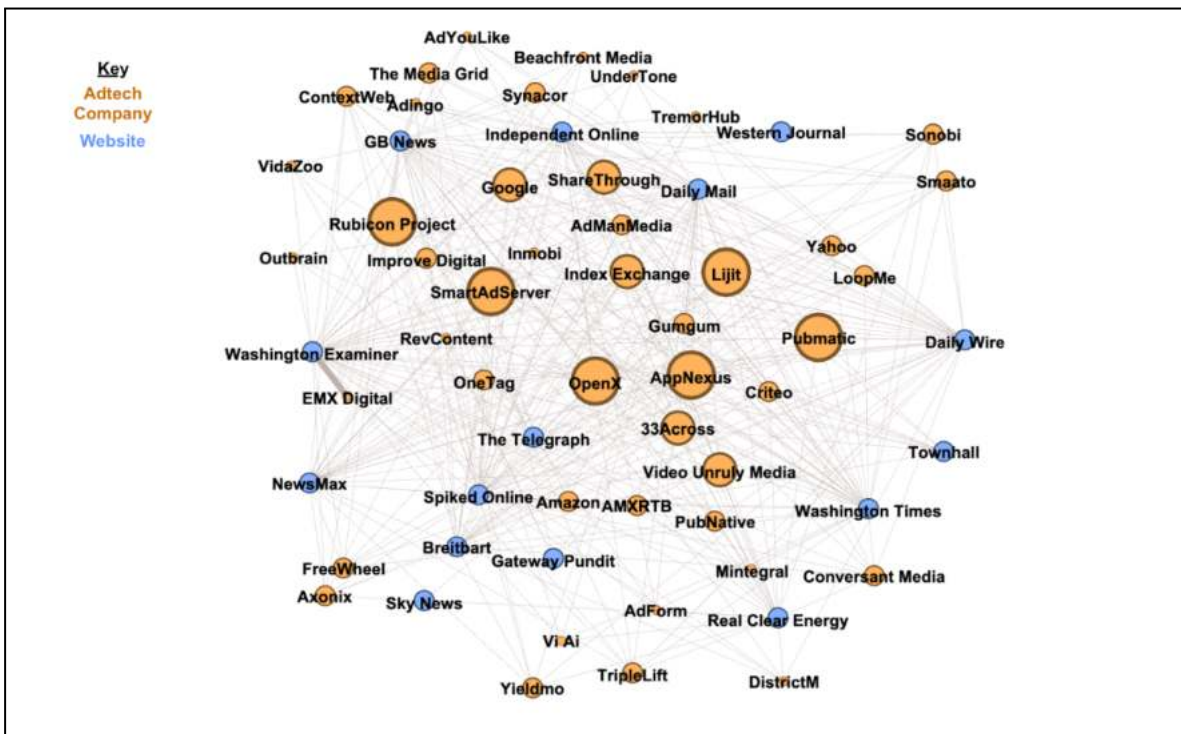 Key
Adtech
Company
Website
AdYouLike
Beachfront Media
The Media Grid
UnderTone
ContextWeb
Adingo
Synacor
TremorHub
GB News
Independent Online
Western Journal
Sonobi
VidaZoo
Google
ShareThrough
Daily Mail
Smaato
Rubicon Project
AdManMedia
Yahoo
Outbrain
Improve Digital
Inmobi
Index Exchange
Lijit
LoopMe
SmartAdServer
Gumgum
Pubmatic
Washington Examiner
RevContent
Daily Wire
EMX Digital
OneTag
OpenX
AppNexus
Criteo
The Telegraph
33Across
Townhall
NewsMax
Spiked Online
Amazon
Video Unruly Media
AMXRTB
Washington Times
PubNative
Breitbart
Gateway Pundit
FreeWheel
Mintegral
Conversant Media
Axonix
Sky News
AdForm
Real Clear Energy
Vi Ai
Yieldmo
TripleLift
DistrictM